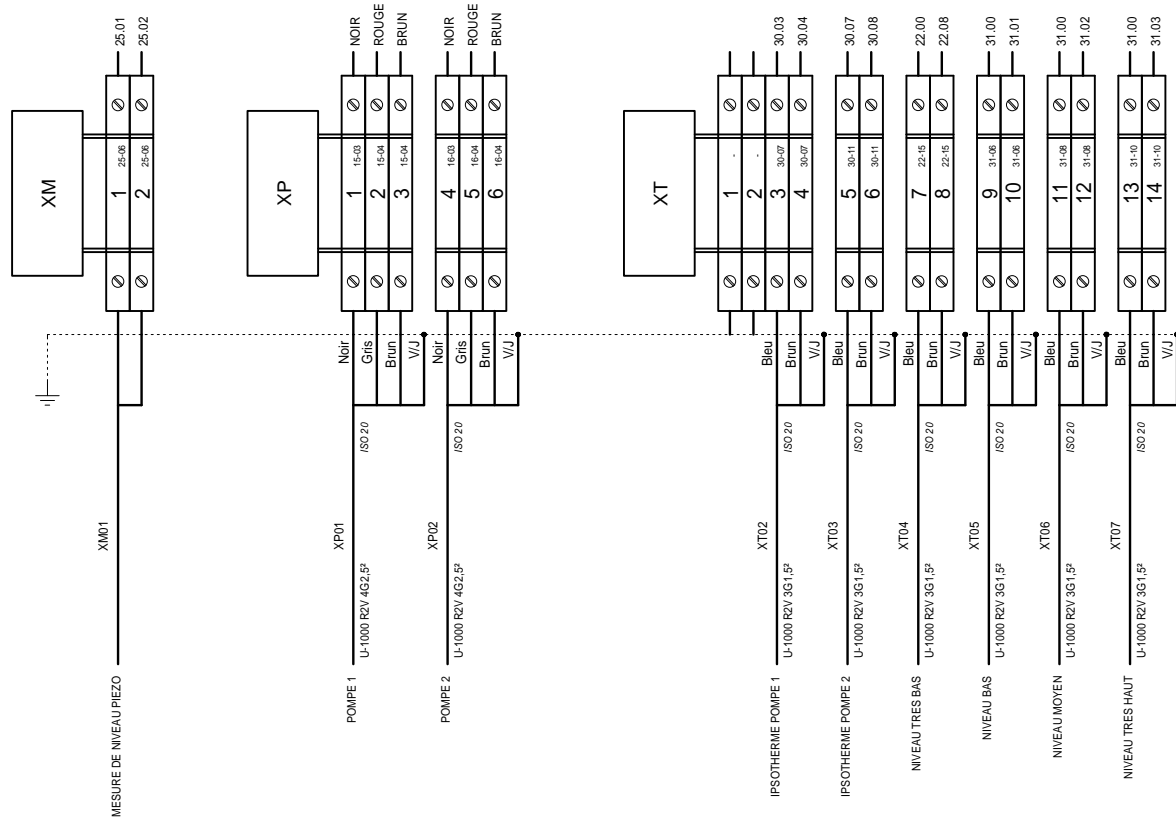 XM
1 25-06 25.01
2 25-06 25.02
XM01
MESURE DE NIVEAU PIEZO
XP
Noir 1 15-03 NOIR
Gris 2 15-04 ROUGE
Brun 3 15-04 BRUN
V/J
ISO 20
XP01
U-1000 R2V 4G2,5²
POMPE 1
Noir 4 16-03 NOIR
Gris 5 16-04 ROUGE
Brun 6 16-04 BRUN
V/J
ISO 20
XP02
U-1000 R2V 4G2,5²
POMPE 2
XT
1 -
2 -
Bleu 3 30-07 30.03
Brun 4 30-07 30.04
V/J
ISO 20
XT02
U-1000 R2V 3G1,5²
IPSOTHERME POMPE 1
Bleu 5 30-11 30.07
Brun 6 30-11 30.08
V/J
ISO 20
XT03
U-1000 R2V 3G1,5²
IPSOTHERME POMPE 2
Bleu 7 22-15 22.00
Brun 8 22-15 22.08
V/J
ISO 20
XT04
U-1000 R2V 3G1,5²
NIVEAU TRES BAS
Bleu 9 31-06 31.00
Brun 10 31-06 31.01
V/J
ISO 20
XT05
U-1000 R2V 3G1,5²
NIVEAU BAS
Bleu 11 31-08 31.00
Brun 12 31-08 31.02
V/J
ISO 20
XT06
U-1000 R2V 3G1,5²
NIVEAU MOYEN
Bleu 13 31-10 31.00
Brun 14 31-10 31.03
V/J
ISO 20
XT07
U-1000 R2V 3G1,5²
NIVEAU TRES HAUT